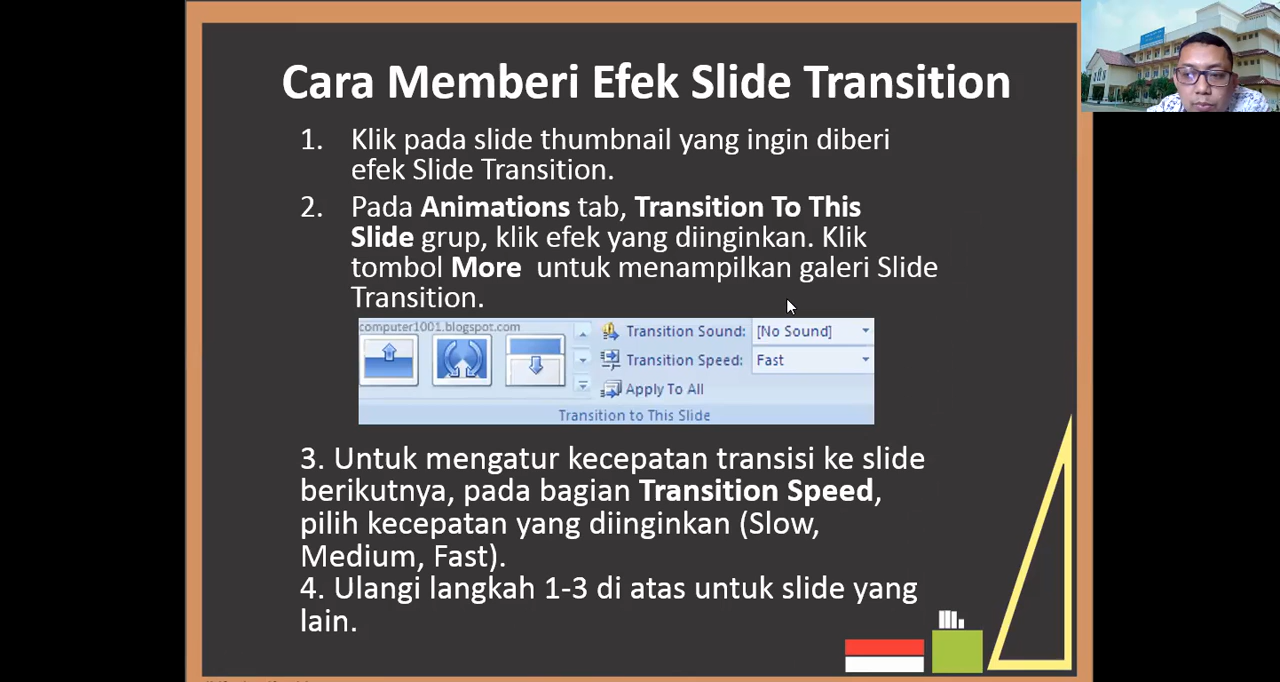 Cara Memberi Efek Slide Transition
1. Klik pada slide thumbnail yang ingin diberi
efek Slide Transition.
2. Pada Animations tab, Transition To This
Slide grup, klik efek yang diinginkan. Klik
tombol More untuk menampilkan galeri Slide
Transition.
computer1001.blogspot.com
Transition Sound: [No Sound]
Transition Speed: Fast
Apply To All
Transition to This Slide
3. Untuk mengatur kecepatan transisi ke slide
berikutnya, pada bagian Transition Speed,
pilih kecepatan yang diinginkan (Slow,
Medium, Fast).
4. Ulangi langkah 1-3 di atas untuk slide yang
lain.